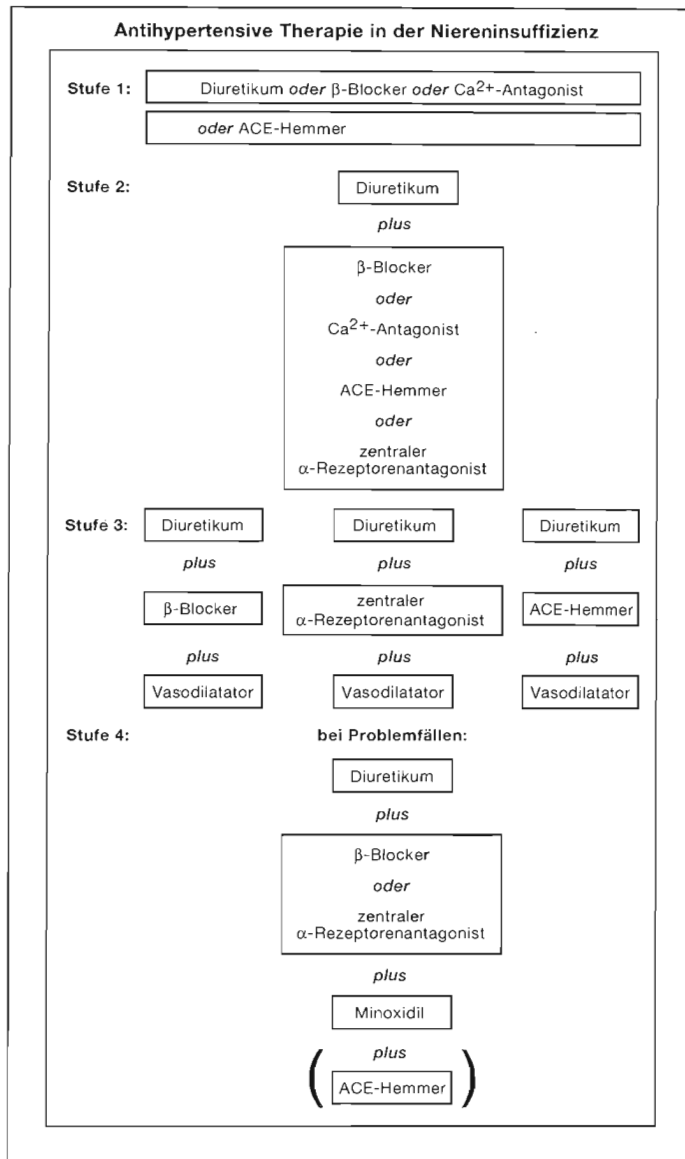 Antihypertensive Therapie in der Niereninsuffizienz
Stufe 1: Diuretikum oder β-Blocker oder Ca²⁺-Antagonist
oder ACE-Hemmer
Stufe 2: Diuretikum
plus
β-Blocker
oder
Ca²⁺-Antagonist
oder
ACE-Hemmer
oder
zentraler
α-Rezeptorenantagonist
Stufe 3: Diuretikum Diuretikum Diuretikum
plus plus plus
β-Blocker zentraler α-Rezeptorenantagonist ACE-Hemmer
plus plus plus
Vasodilatator Vasodilatator Vasodilatator
Stufe 4: bei Problemfällen:
Diuretikum
plus
β-Blocker
oder
zentraler
α-Rezeptorenantagonist
plus
Minoxidil
( plus
ACE-Hemmer )